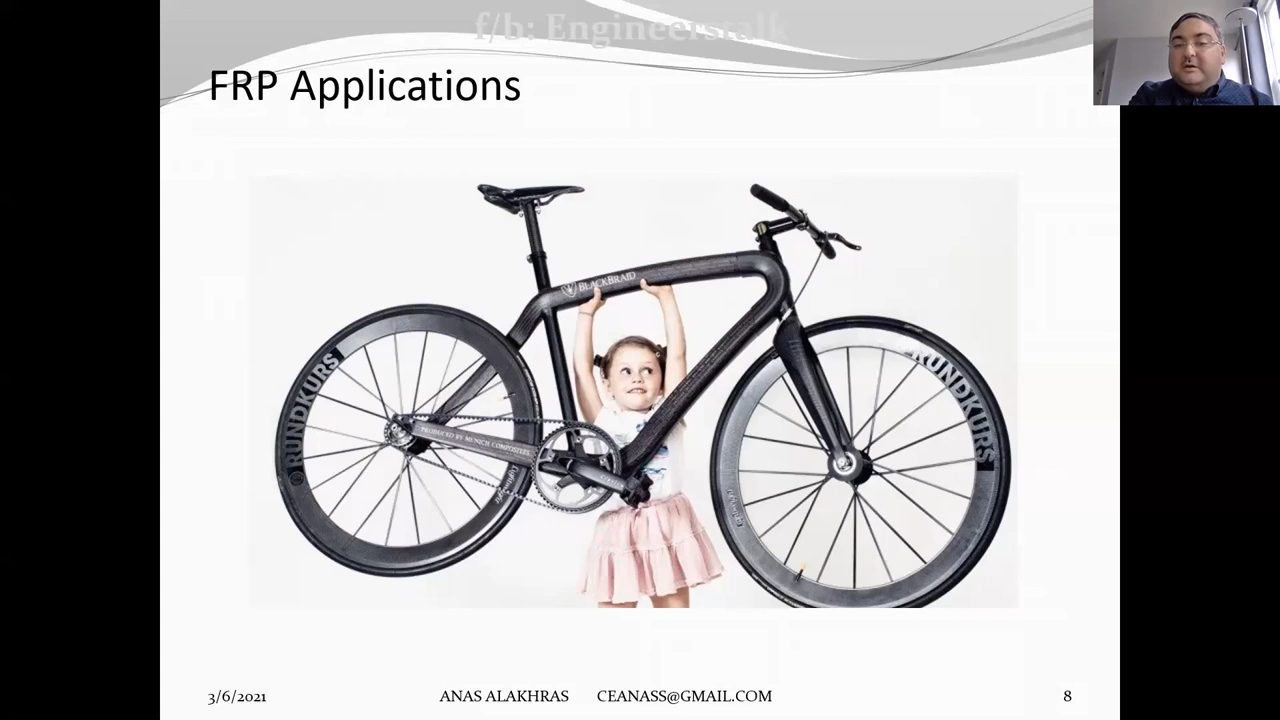 f/b: Engineerstalk
FRP Applications
BLACKBRAID
RUNDKURS
RUNDKURS
PRODUCED BY MUNICH COMPOSITES
Lightweight
3/6/2021
ANAS ALAKHRAS CEANASS@GMAIL.COM
8